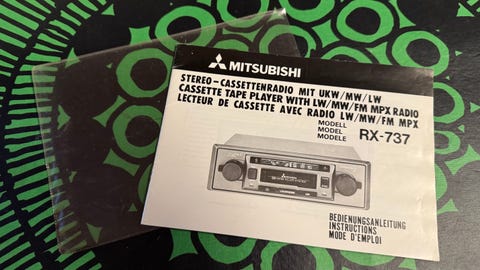 MITSUBISHI
STEREO-CASSETTENRADIO MIT UKW/MW/LW
CASSETTE TAPE PLAYER WITH LW/MW/FM MPX RADIO
LECTEUR DE CASSETTE AVEC RADIO LW/MW/FM MPX
MODELL
MODEL RX-737
MODELE
BEDIENUNGSANLEITUNG
INSTRUCTIONS
MODE D'EMPLOI